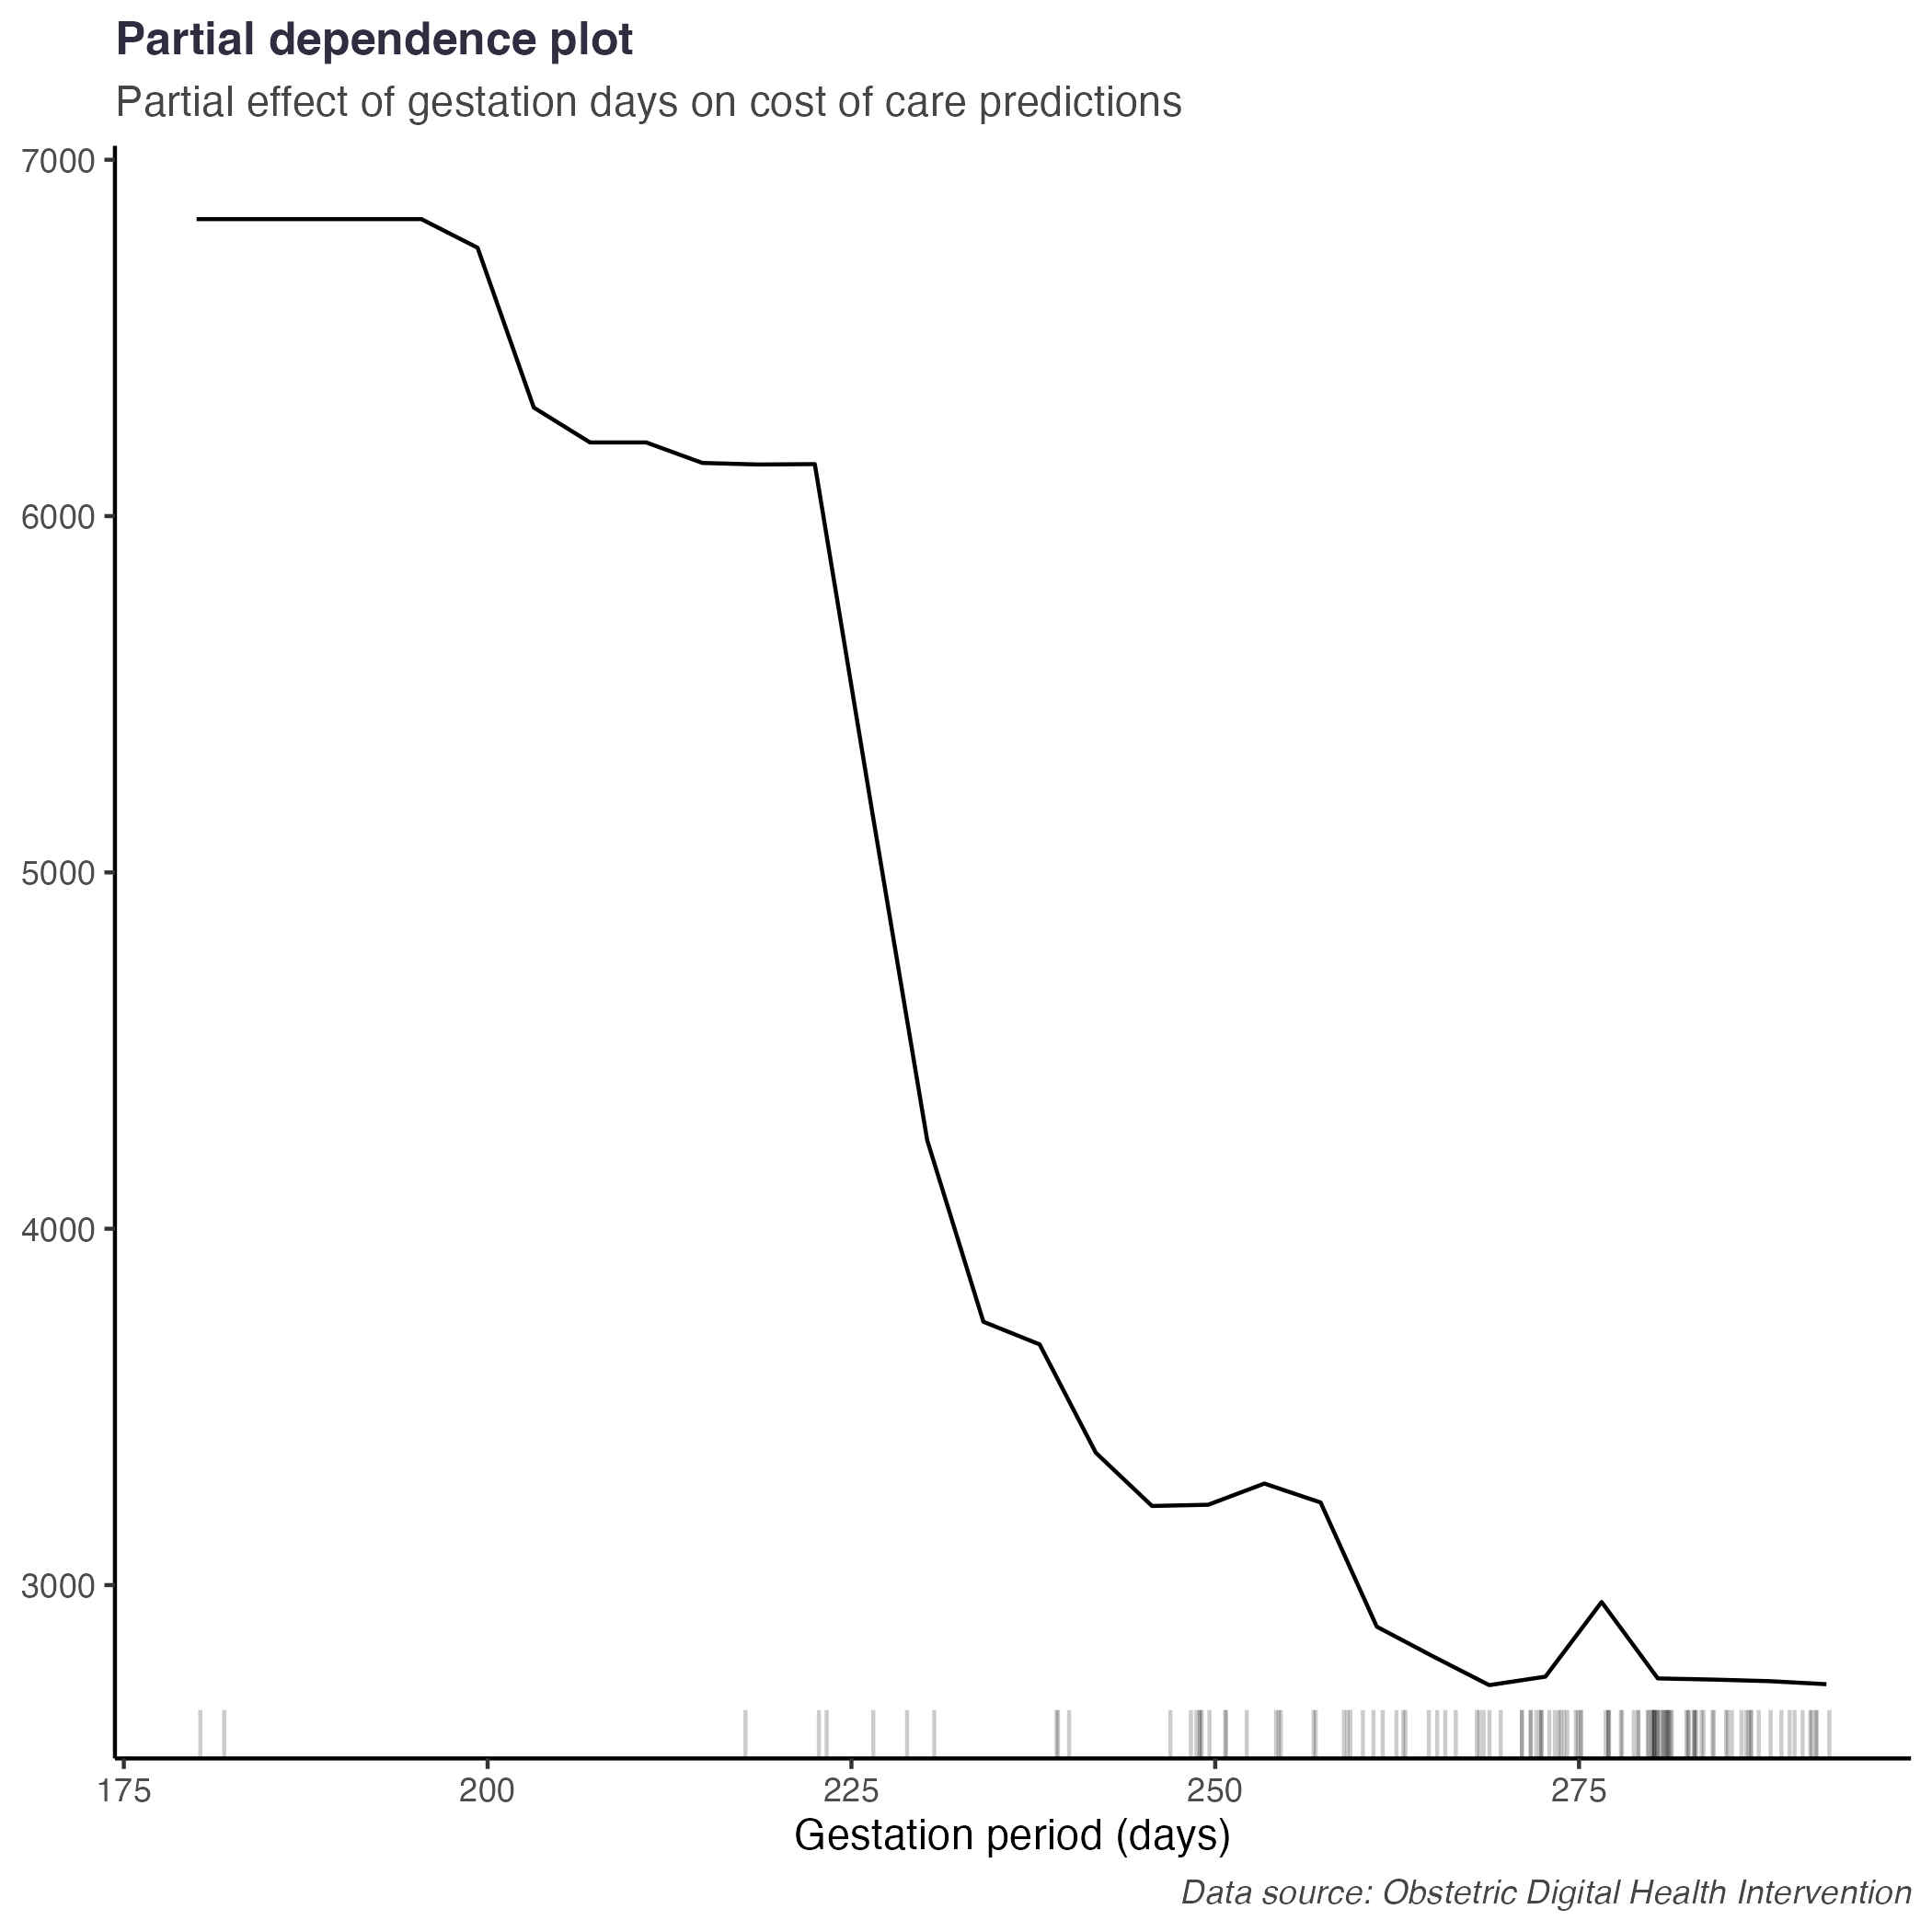 Partial dependence plot
Partial effect of gestation days on cost of care predictions
7000
6000
5000
4000
3000
175 200 225 250 275
Gestation period (days)
Data source: Obstetric Digital Health Intervention